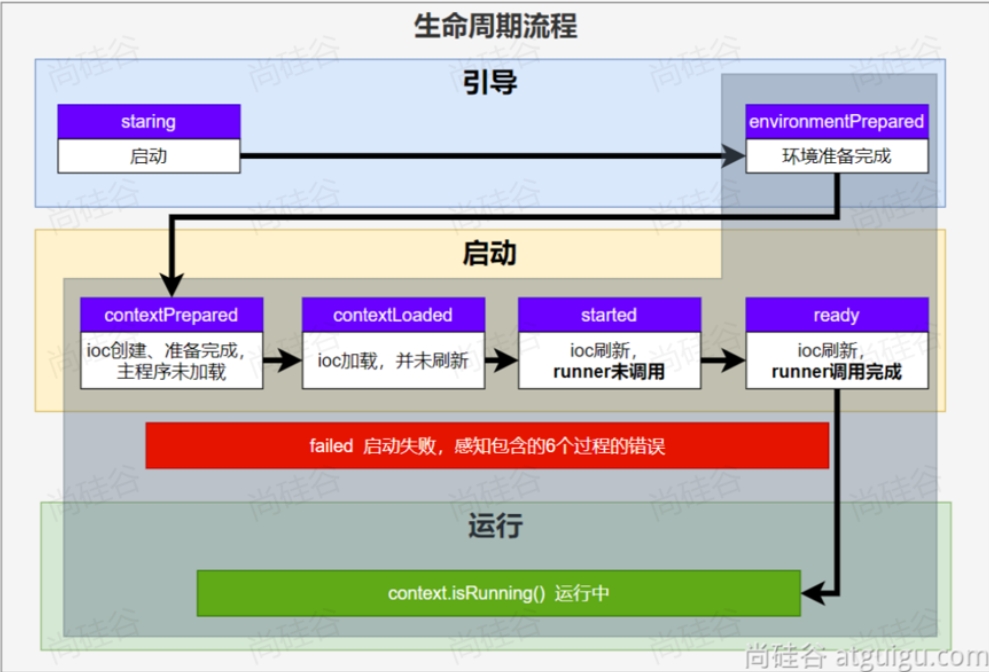 生命周期流程
引导
staring
启动
environmentPrepared
环境准备完成
启动
contextPrepared
ioc创建、准备完成，
主程序未加载
contextLoaded
ioc加载，并未刷新
started
ioc刷新，
runner未调用
ready
ioc刷新，
runner调用完成
failed 启动失败，感知包含的6个过程的错误
运行
context.isRunning() 运行中
尚硅谷 atguigu.com